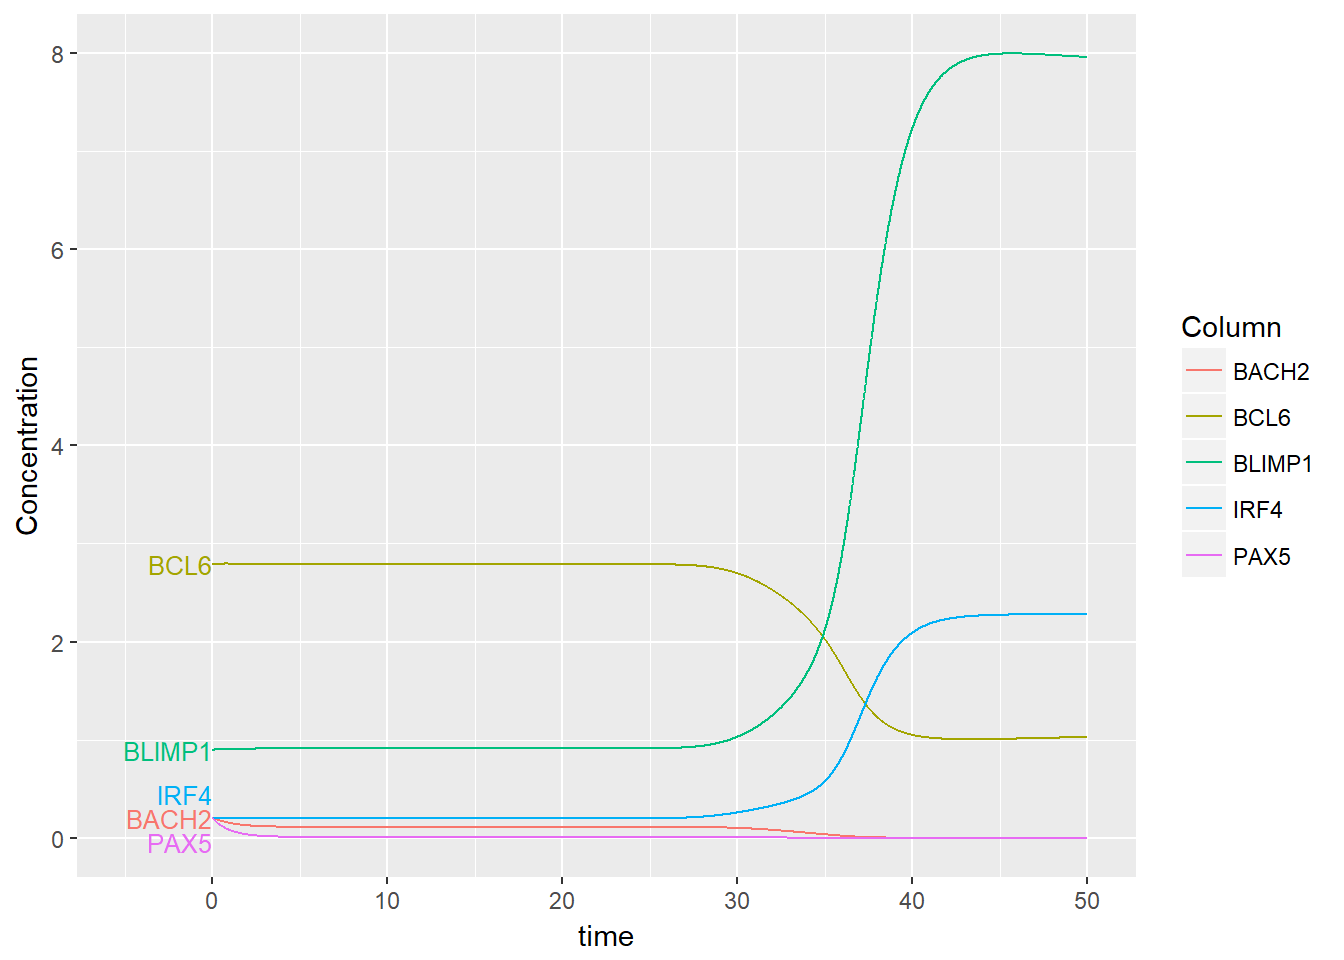 8
6
4
2
0
Concentration
BCL6
BLIMP1
IRF4
BACH2
PAX5
0 10 20 30 40 50
time
Column
BACH2
BCL6
BLIMP1
IRF4
PAX5